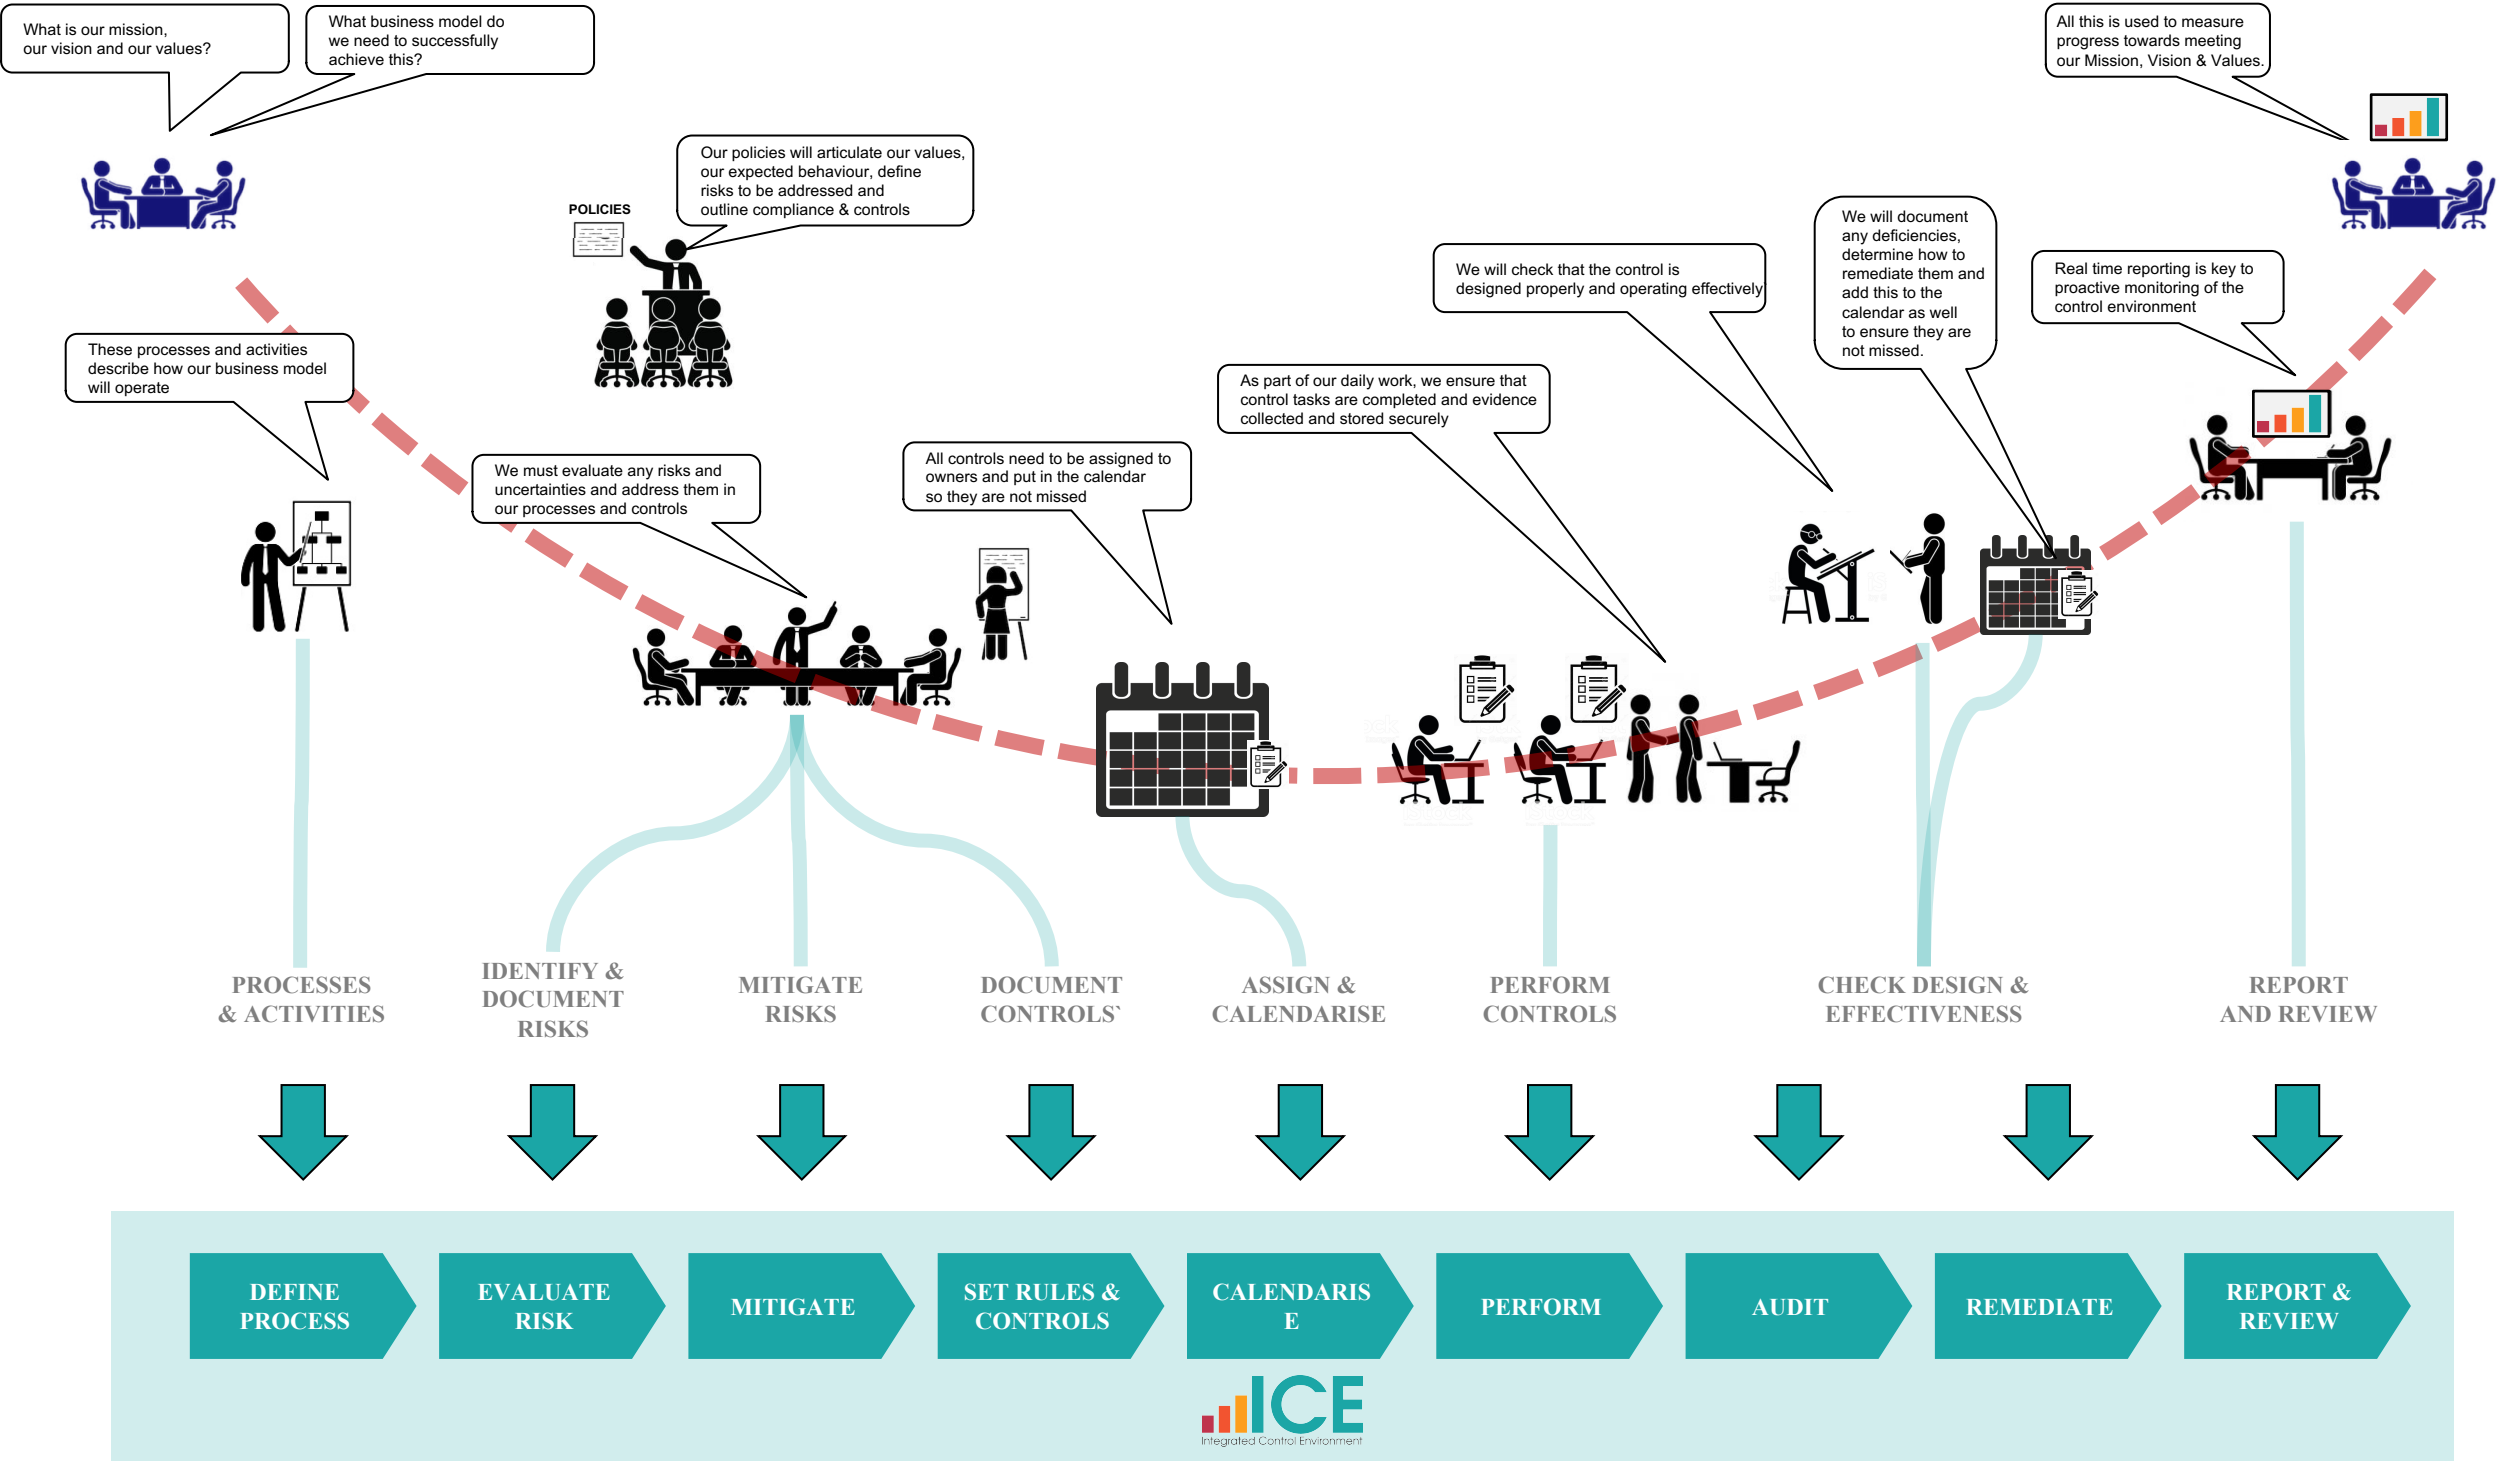 What is our mission,
our vision and our values?
What business model do
we need to successfully
achieve this?
All this is used to measure
progress towards meeting
our Mission, Vision & Values.
Our policies will articulate our values,
our expected behaviour, define
risks to be addressed and
outline compliance & controls
POLICIES
We will document
any deficiencies,
determine how to
remediate them and
add this to the
calendar as well
to ensure they are
not missed.
We will check that the control is
designed properly and operating effectively
Real time reporting is key to
proactive monitoring of the
control environment
These processes and activities
describe how our business model
will operate
As part of our daily work, we ensure that
control tasks are completed and evidence
collected and stored securely
We must evaluate any risks and
uncertainties and address them in
our processes and controls
All controls need to be assigned to
owners and put in the calendar
so they are not missed
PROCESSES
& ACTIVITIES
IDENTIFY &
DOCUMENT
RISKS
MITIGATE
RISKS
DOCUMENT
CONTROLS`
ASSIGN &
CALENDARISE
PERFORM
CONTROLS
CHECK DESIGN &
EFFECTIVENESS
REPORT
AND REVIEW
DEFINE
PROCESS
EVALUATE
RISK
MITIGATE
SET RULES &
CONTROLS
CALENDARIS
E
PERFORM
AUDIT
REMEDIATE
REPORT &
REVIEW
ICE
Integrated Control Environment